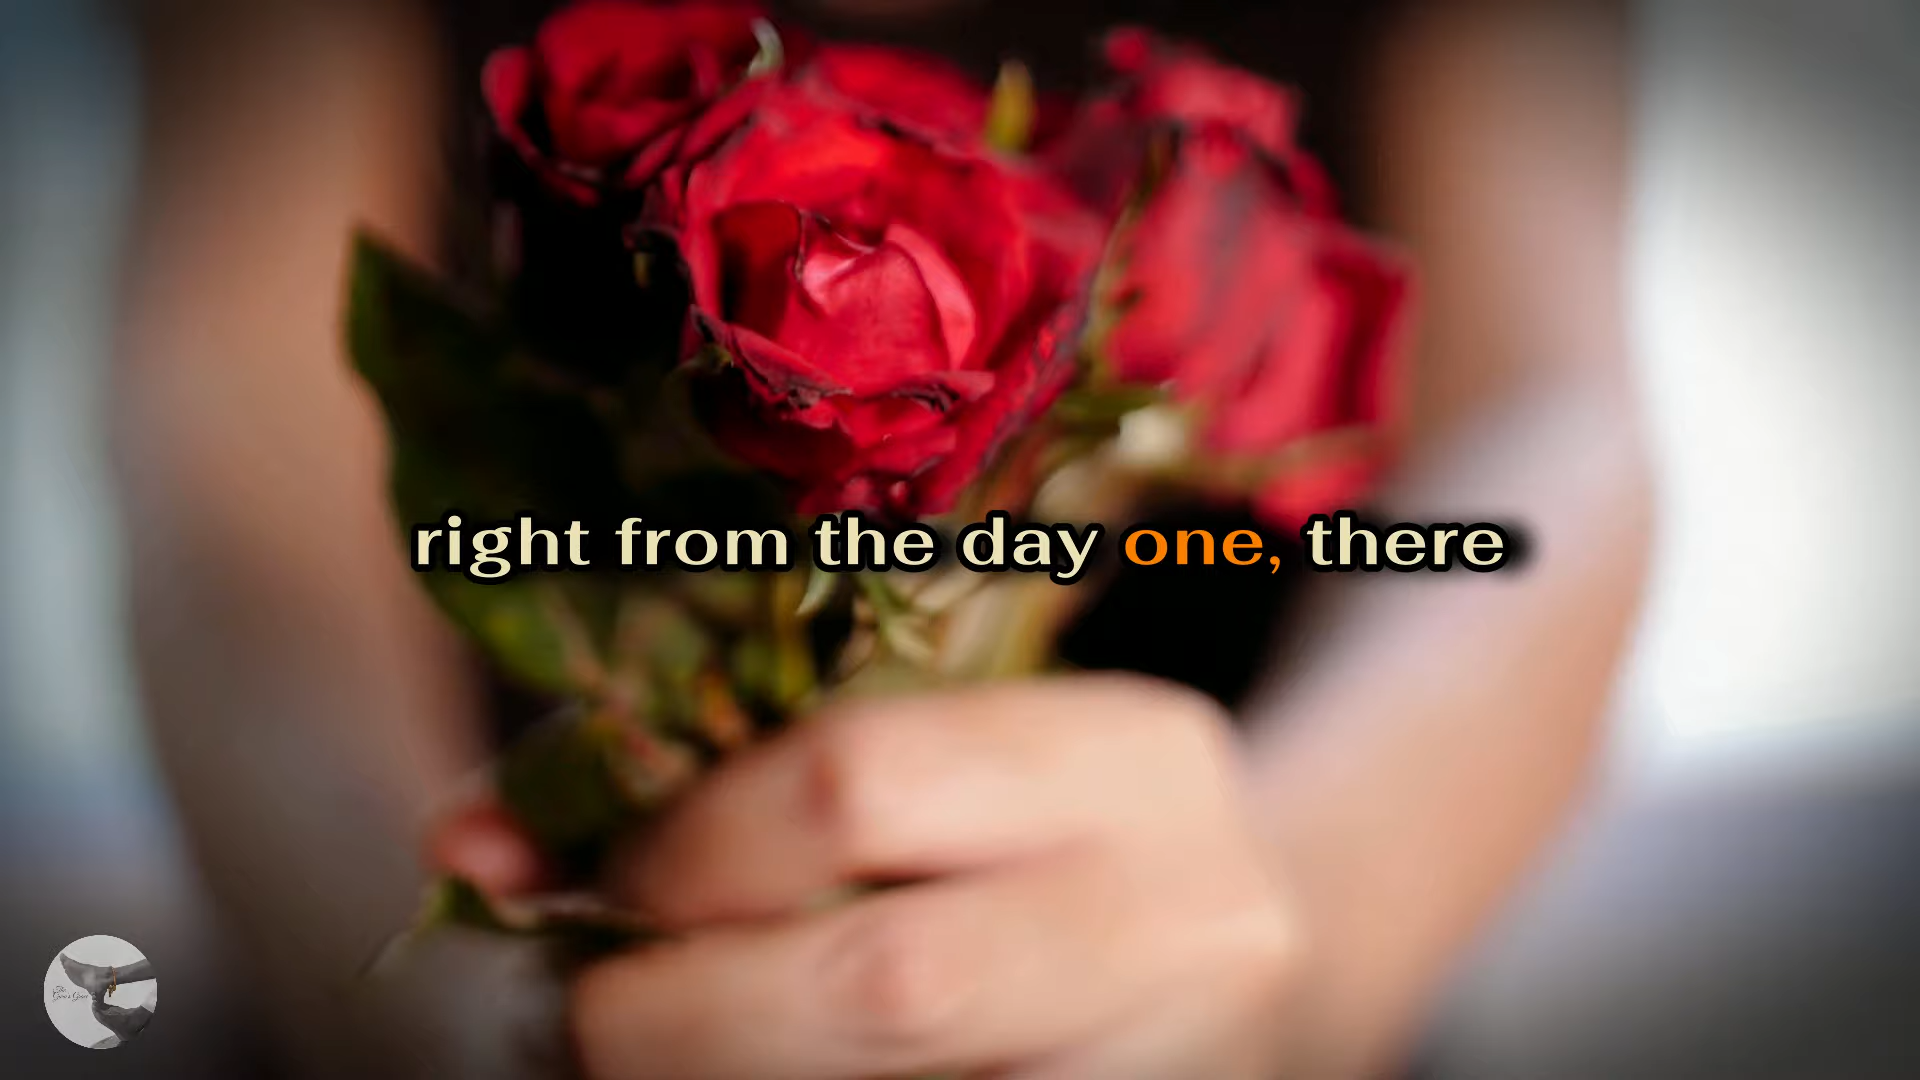 right from the day one, there